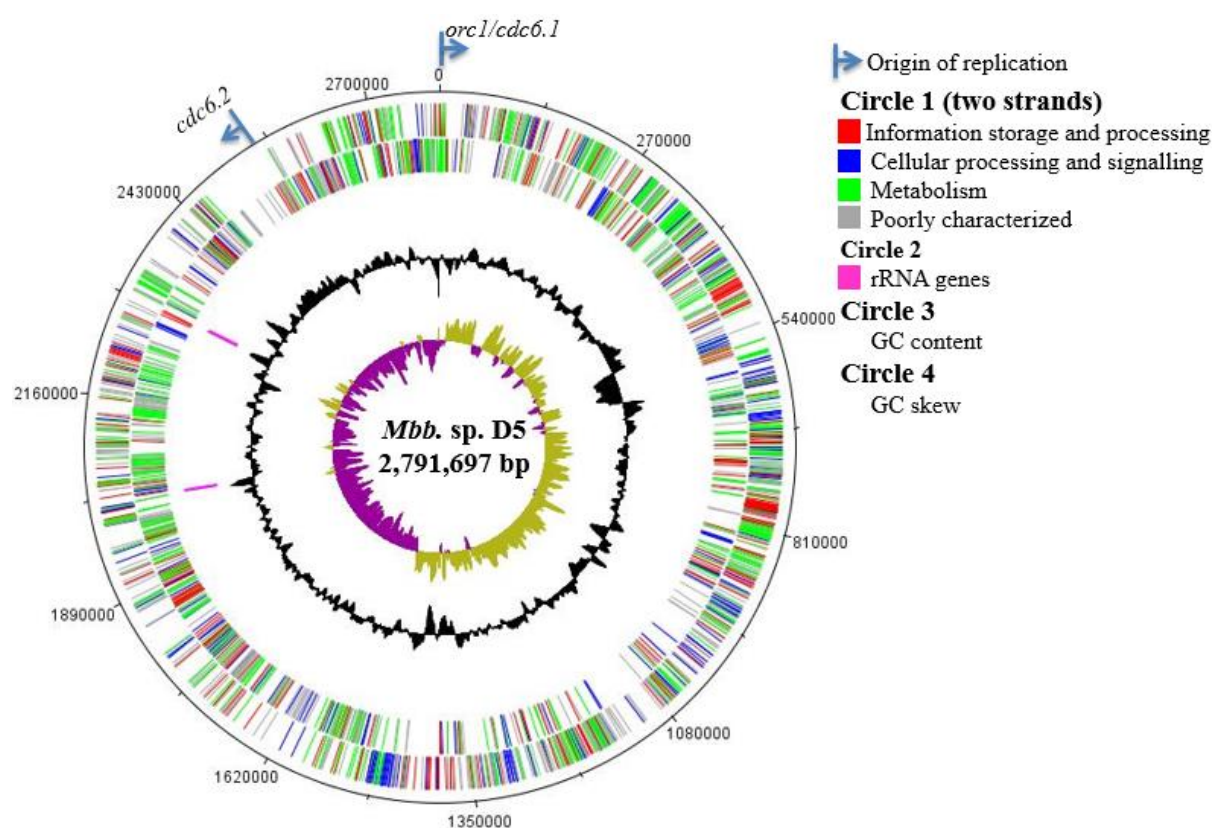 orc1/cdc6.1
0
2700000
cdc6.2
270000
2430000
540000
2160000
Mbb. sp. D5
2,791,697 bp
810000
1890000
1080000
1620000
1350000
Origin of replication
Circle 1 (two strands)
Information storage and processing
Cellular processing and signalling
Metabolism
Poorly characterized
Circle 2
rRNA genes
Circle 3
GC content
Circle 4
GC skew